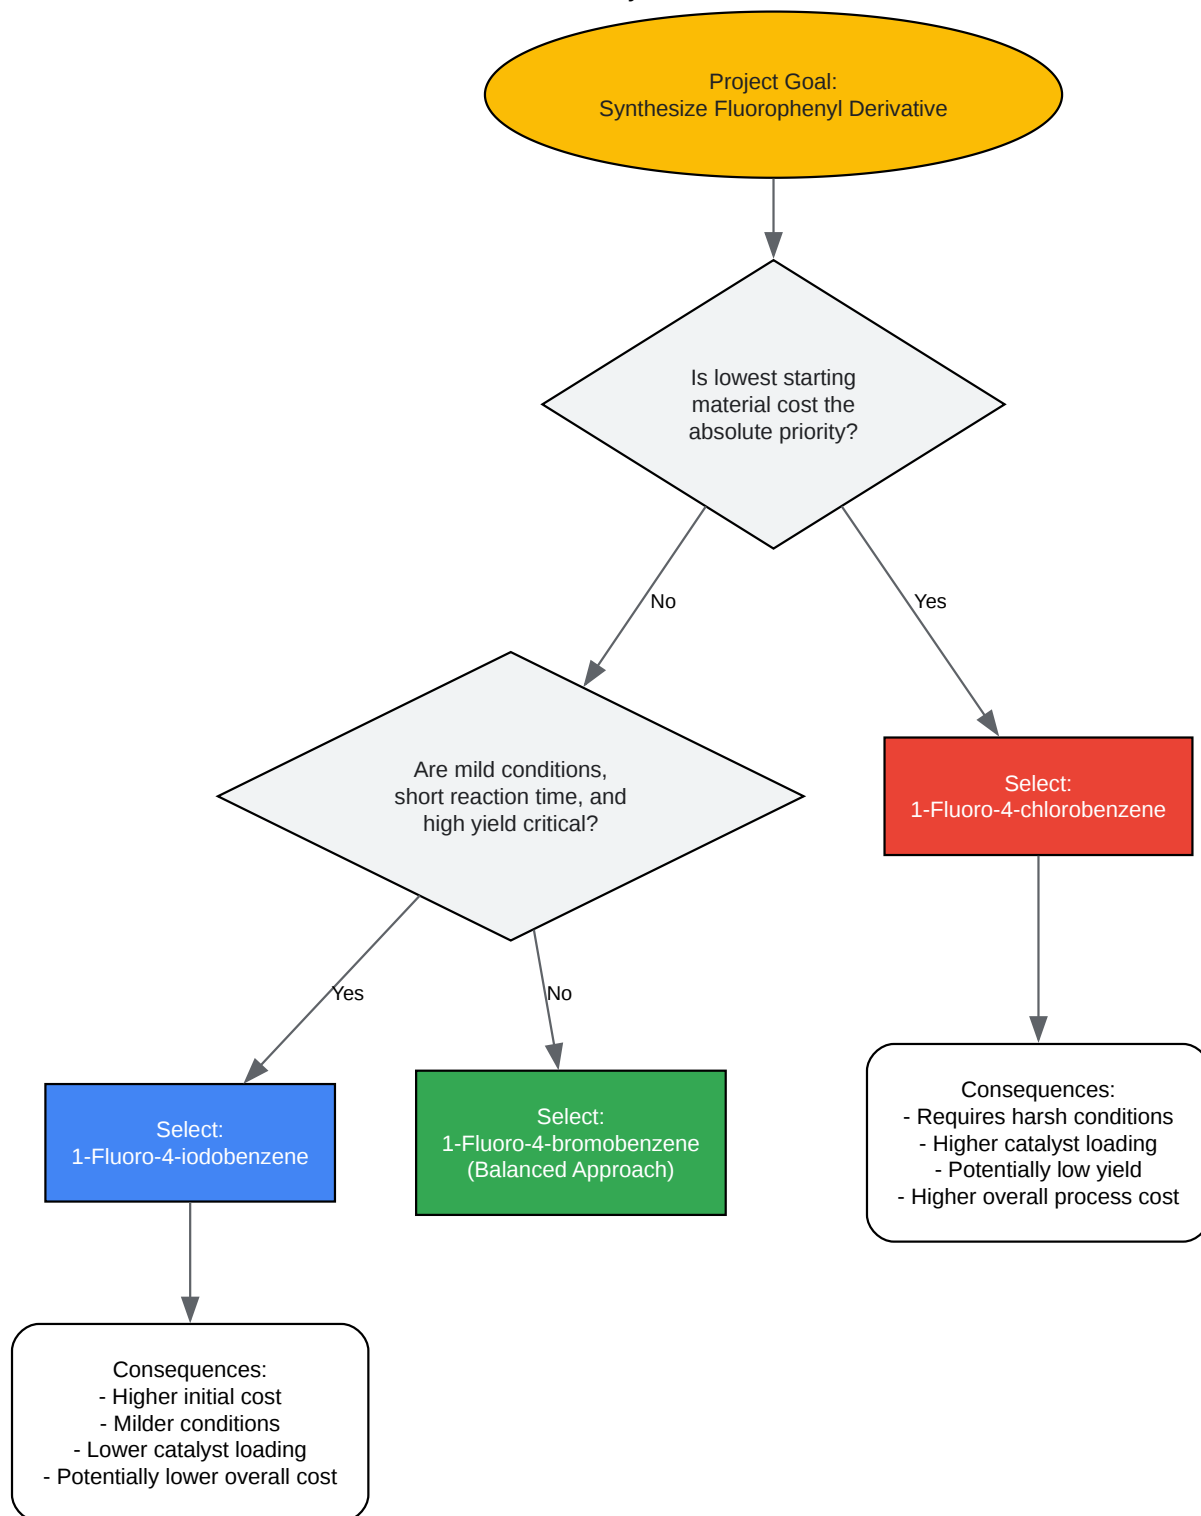 Project Goal:
Synthesize Fluorophenyl Derivative
Is lowest starting
material cost the
absolute priority?
No
Yes
Are mild conditions,
short reaction time, and
high yield critical?
Select:
1-Fluoro-4-chlorobenzene
Yes
No
Select:
1-Fluoro-4-iodobenzene
Select:
1-Fluoro-4-bromobenzene
(Balanced Approach)
Consequences:
- Requires harsh conditions
- Higher catalyst loading
- Potentially low yield
- Higher overall process cost
Consequences:
- Higher initial cost
- Milder conditions
- Lower catalyst loading
- Potentially lower overall cost